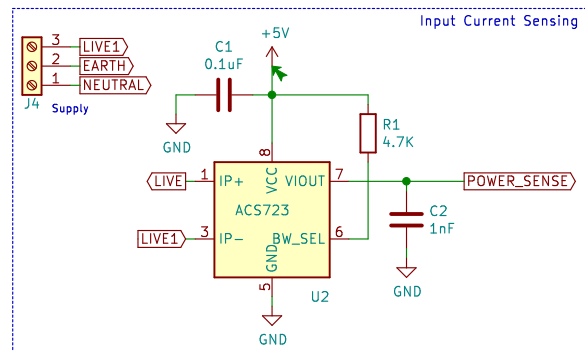 Input Current Sensing
+5V
3 LIVE1
2 EARTH
1 NEUTRAL
J4
Supply
C1
0.1uF
GND
R1
4.7K
8
LIVE 1 IP+ VCC VIOUT 7 POWER_SENSE
ACS723
C2
1nF
LIVE1 3 IP- BW_SEL 6
GND
5
U2
GND
GND